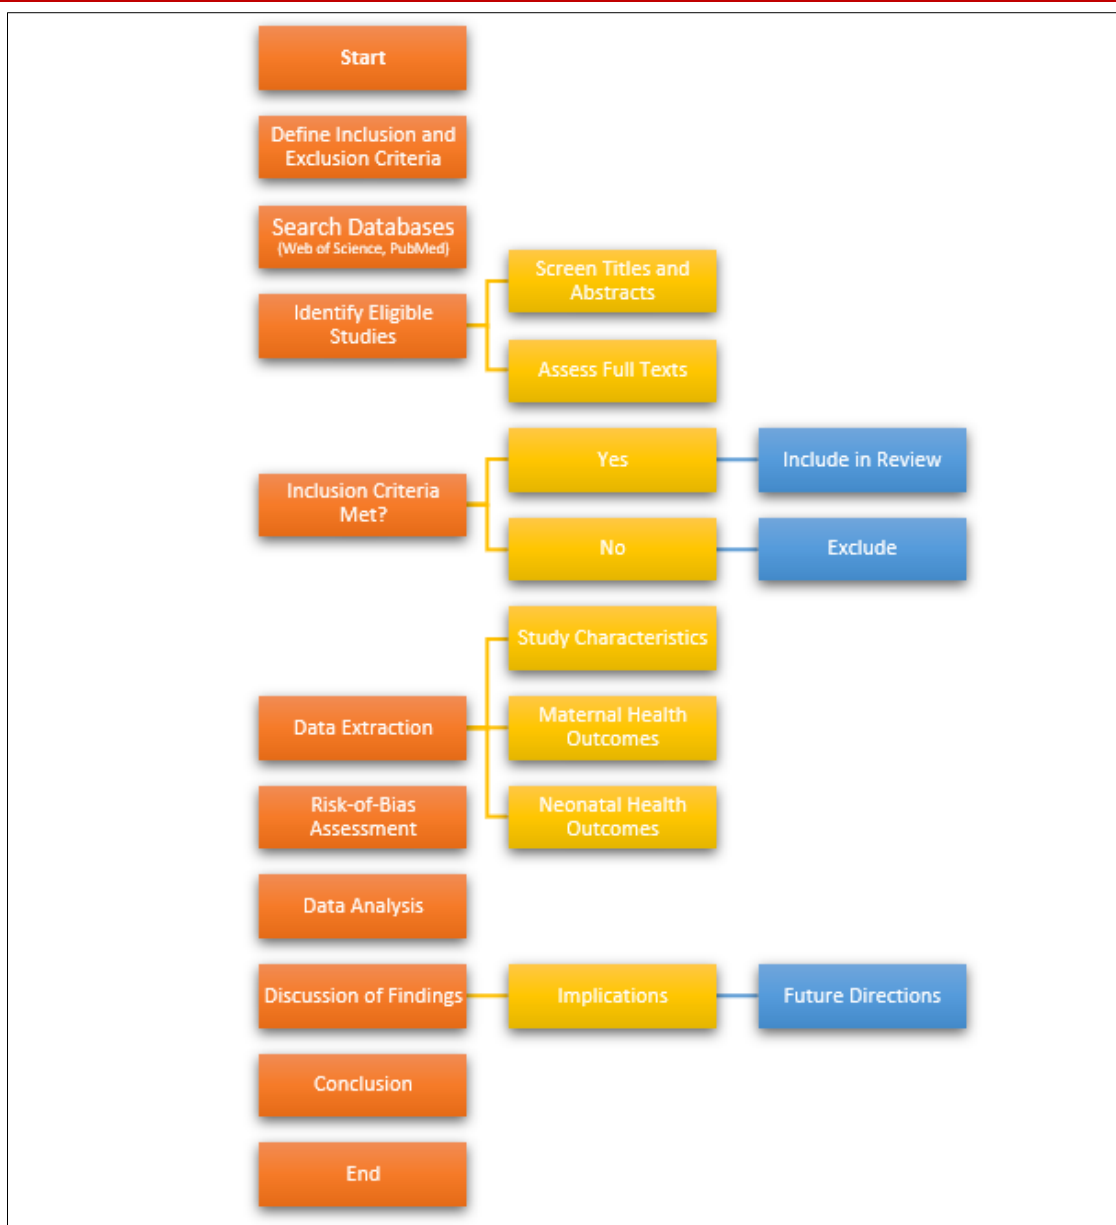 Start
Define Inclusion and
Exclusion Criteria
Search Databases
(Web of Science, PubMed)
Identify Eligible
Studies
Screen Titles and
Abstracts
Assess Full Texts
Inclusion Criteria
Met?
Yes
Include in Review
No
Exclude
Data Extraction
Study Characteristics
Maternal Health
Outcomes
Neonatal Health
Outcomes
Risk-of-Bias
Assessment
Data Analysis
Discussion of Findings
Implications
Future Directions
Conclusion
End